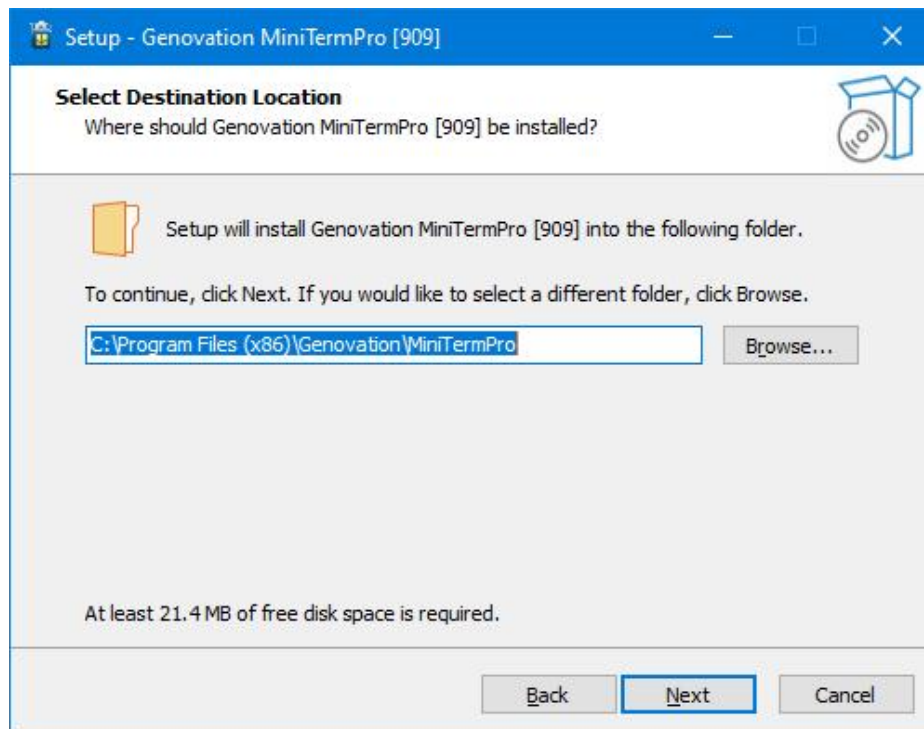 Setup - Genovation MiniTermPro [909]
Select Destination Location
Where should Genovation MiniTermPro [909] be installed?
Setup will install Genovation MiniTermPro [909] into the following folder.
To continue, click Next. If you would like to select a different folder, click Browse.
C:\Program Files (x86)\Genovation\MiniTermPro
Browse...
At least 21.4 MB of free disk space is required.
Back
Next
Cancel